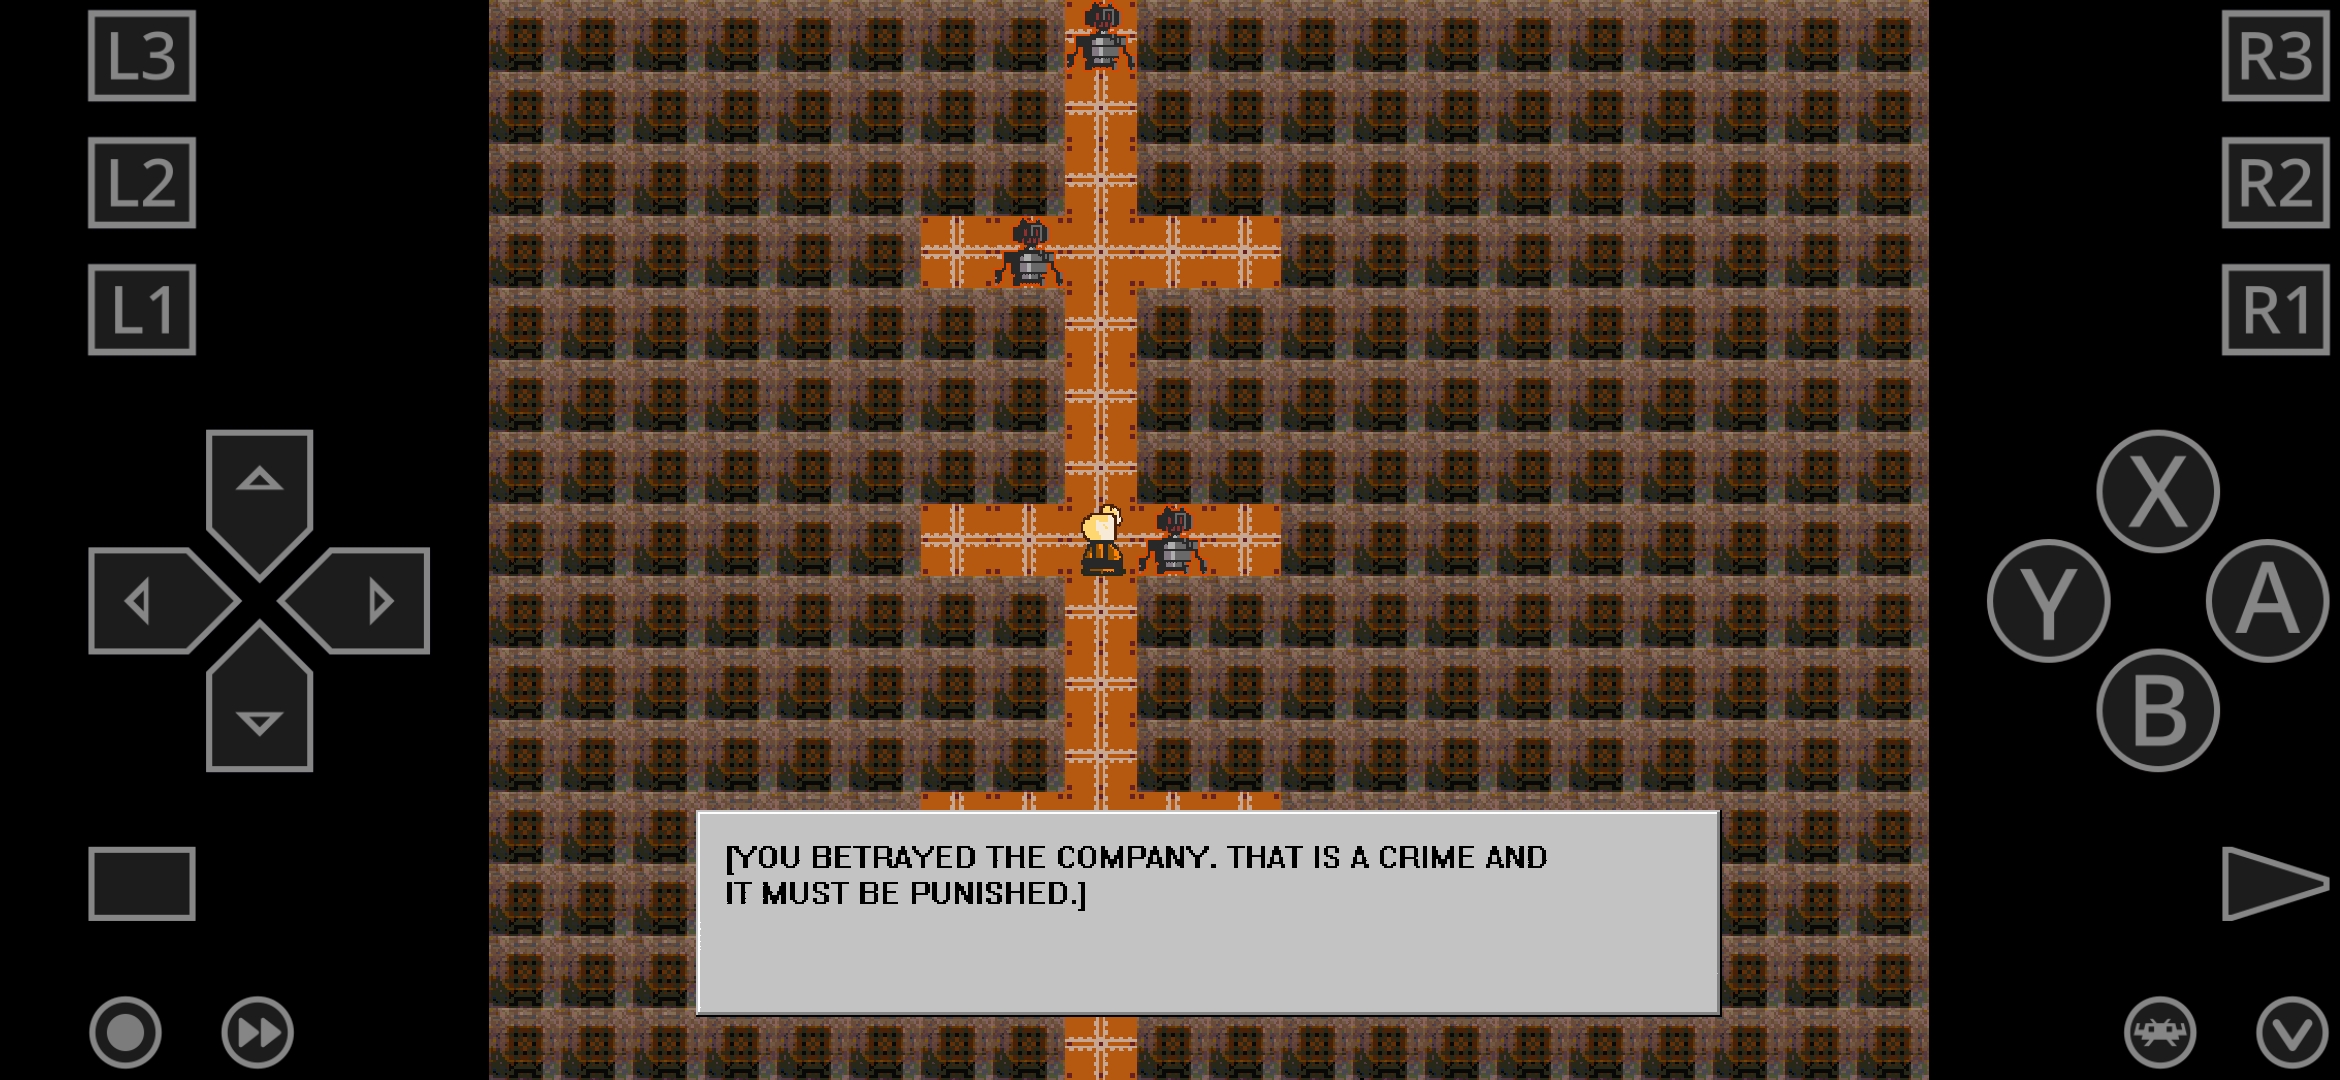 L3
R3
L2
R2
L1
R1
X
Y
A
B
[YOU BETRAYED THE COMPANY. THAT IS A CRIME AND
IT MUST BE PUNISHED.]